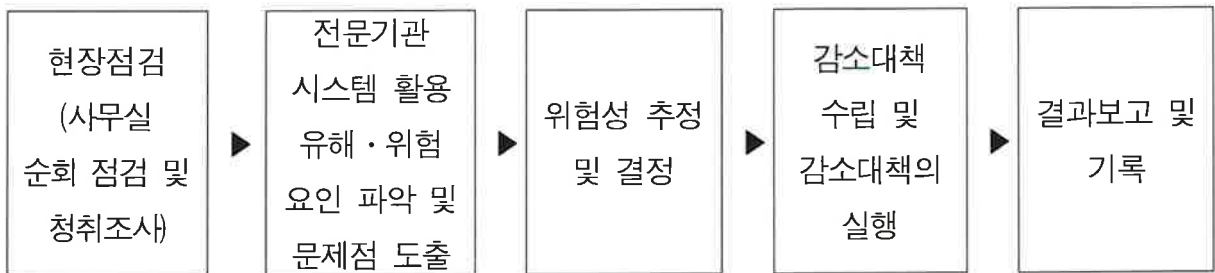 현장점검
(사무실
순회 점검 및
청취조사)
▶
전문기관
시스템 활용
유해・위험
요인 파악 및
문제점 도출
▶
위험성 추정
및 결정
▶
감소대책
수립 및
감소대책의
실행
▶
결과보고 및
기록